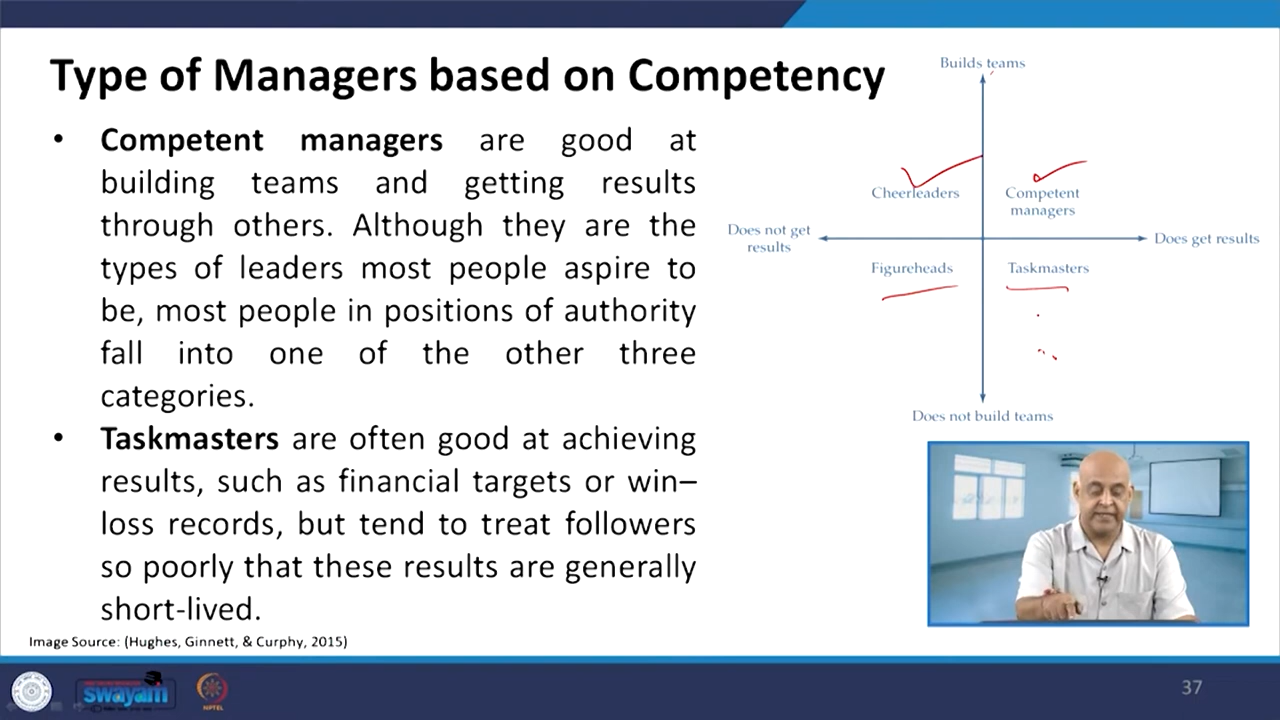 Type of Managers based on Competency
• Competent managers are good at
building teams and getting results
through others. Although they are the
types of leaders most people aspire to
be, most people in positions of authority
fall into one of the other three
categories.
• Taskmasters are often good at achieving
results, such as financial targets or win–
loss records, but tend to treat followers
so poorly that these results are generally
short-lived.
Image Source: (Hughes, Ginnett, & Curphy, 2015)
Builds teams
Cheerleaders
Competent
managers
Does not get
results
Does get results
Figureheads
Taskmasters
Does not build teams
swayam
NPTEL
37